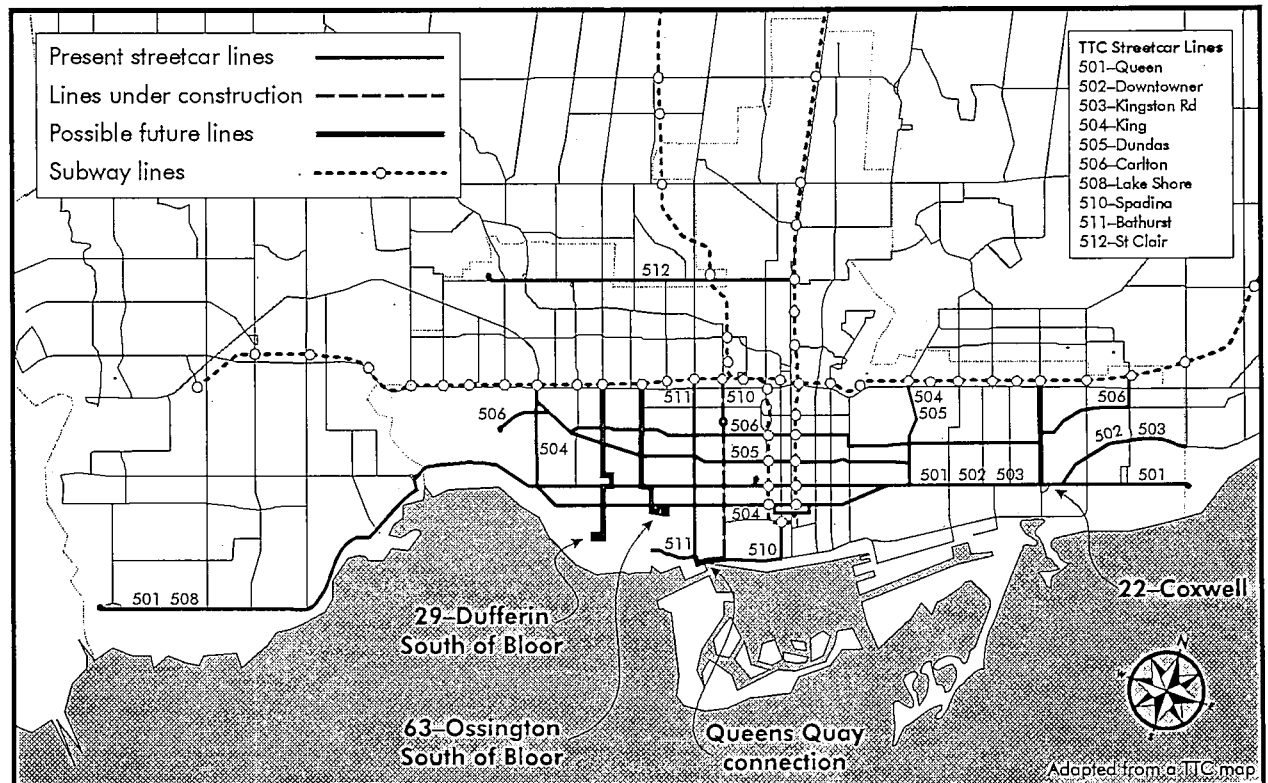 Present streetcar lines
Lines under construction
Possible future lines
Subway lines
TTC Streetcar Lines
501–Queen
502–Downtowner
503–Kingston Rd
504–King
505–Dundas
506–Carlton
508–Lake Shore
510–Spadina
511–Bathurst
512–St Clair
512
511 510
504
505
506
506
506
502 503
504
505
501 502 503 501
504
511
510
501 508
29–Dufferin
South of Bloor
22–Coxwell
63–Ossington
South of Bloor
Queens Quay
connection
N
Adapted from a TTC map